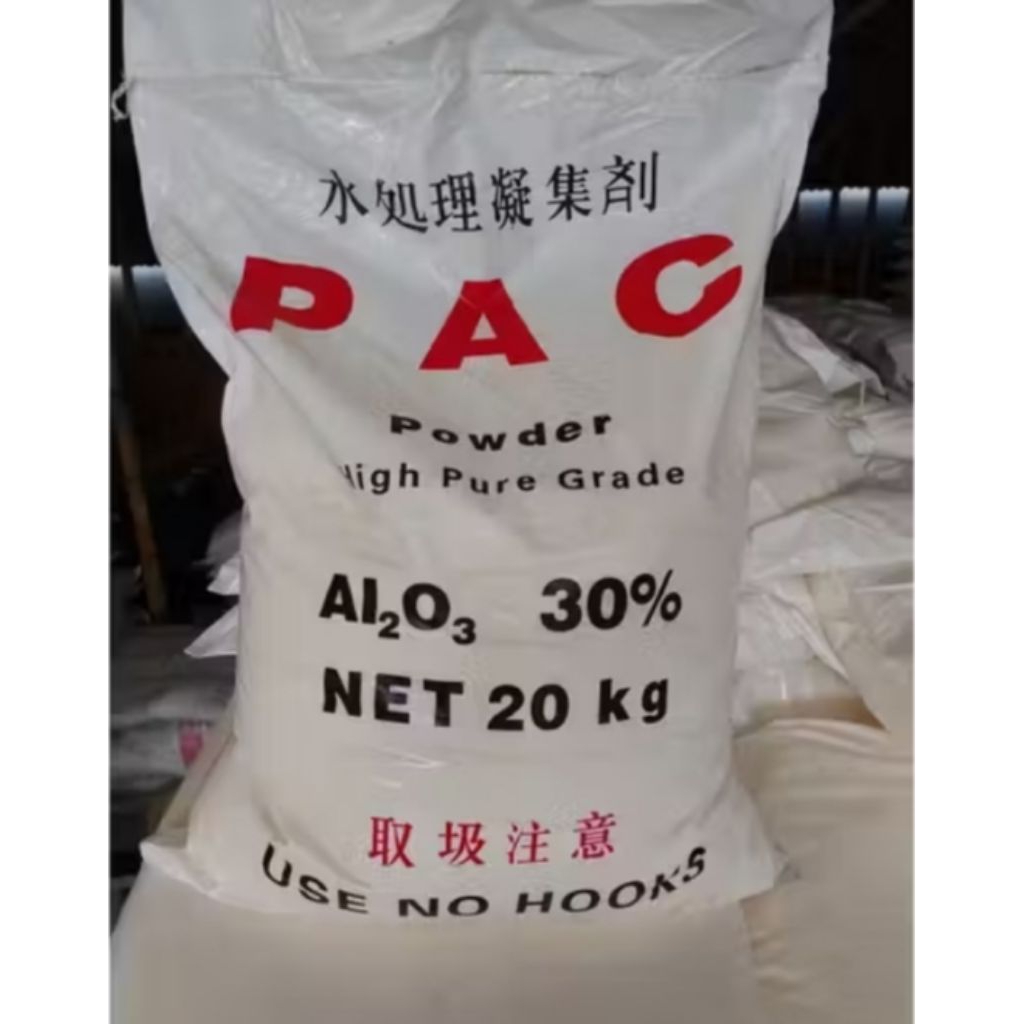 水処理凝集剤
PAC
Powder
High Pure Grade
Al₂O₃ 30%
NET 20 kg
取圾注意
USE NO HOOKS